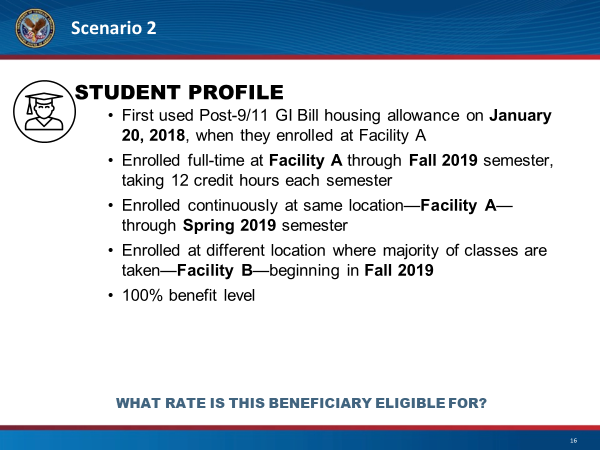 Scenario 2
STUDENT PROFILE
• First used Post-9/11 GI Bill housing allowance on January
20, 2018, when they enrolled at Facility A
• Enrolled full-time at Facility A through Fall 2019 semester,
taking 12 credit hours each semester
• Enrolled continuously at same location—Facility A—
through Spring 2019 semester
• Enrolled at different location where majority of classes are
taken—Facility B—beginning in Fall 2019
• 100% benefit level
WHAT RATE IS THIS BENEFICIARY ELIGIBLE FOR?
16